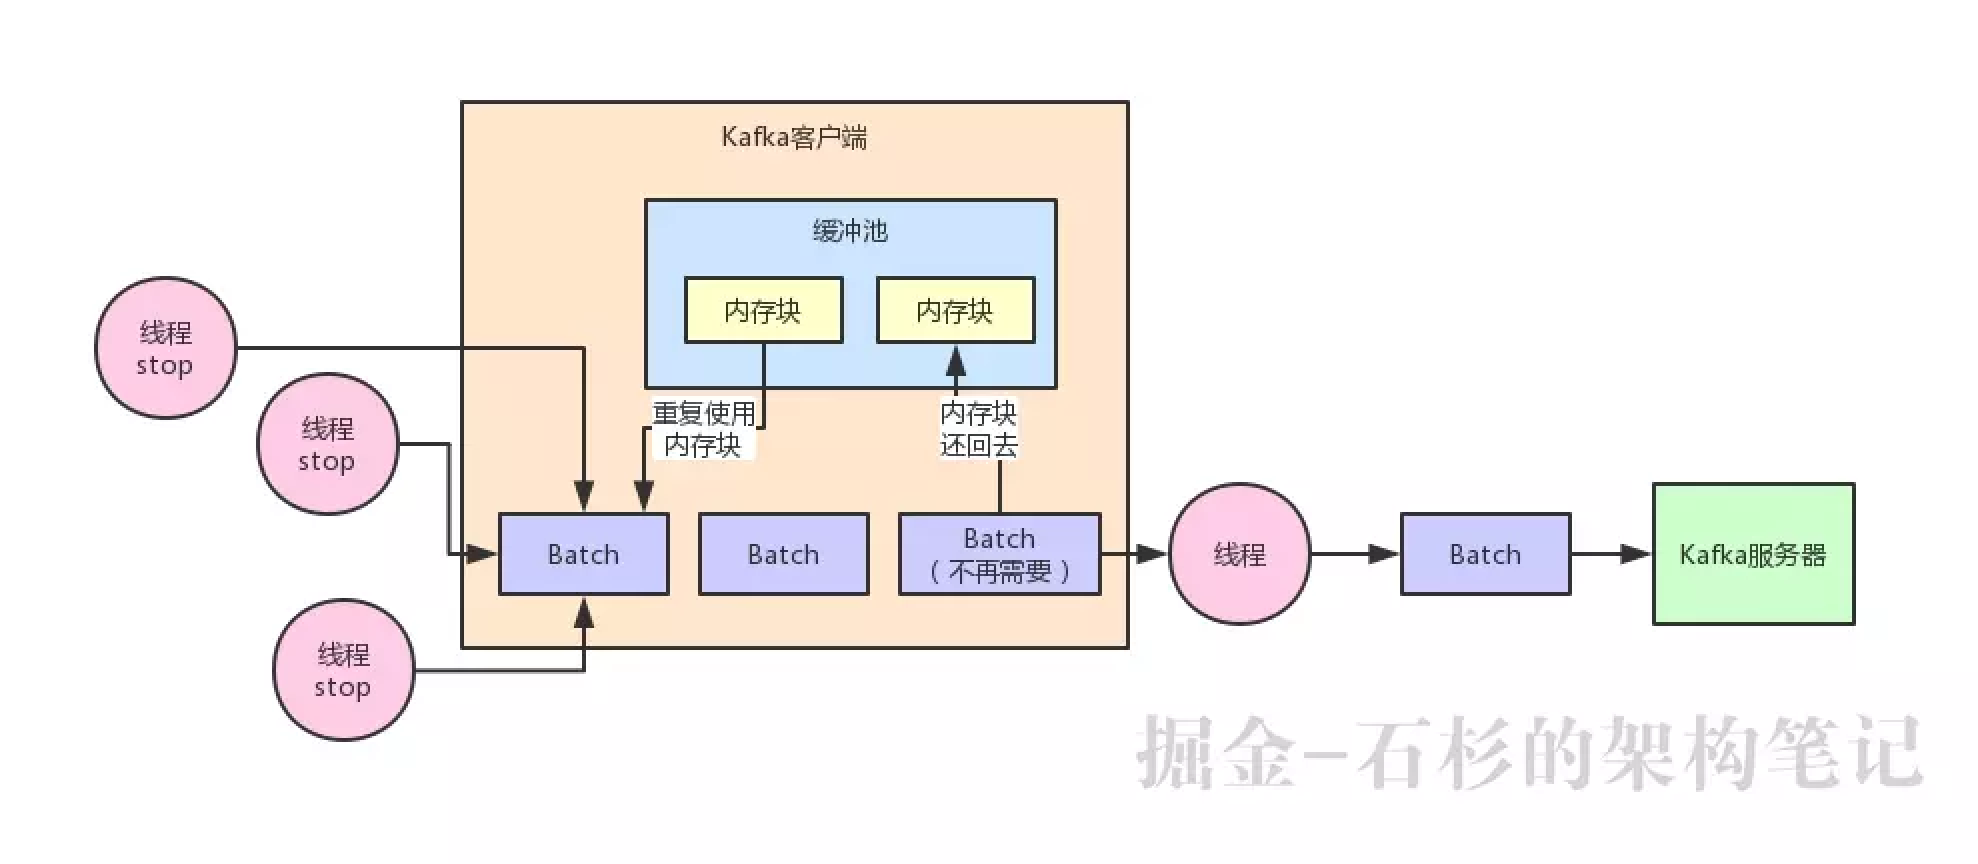 Kafka客户端
缓冲池
内存块
内存块
线程
stop
线程
stop
重复使用
内存块
内存块
还回去
Batch
Batch
Batch
（不再需要）
线程
Batch
Kafka服务器
线程
stop
掘金-石杉的架构笔记